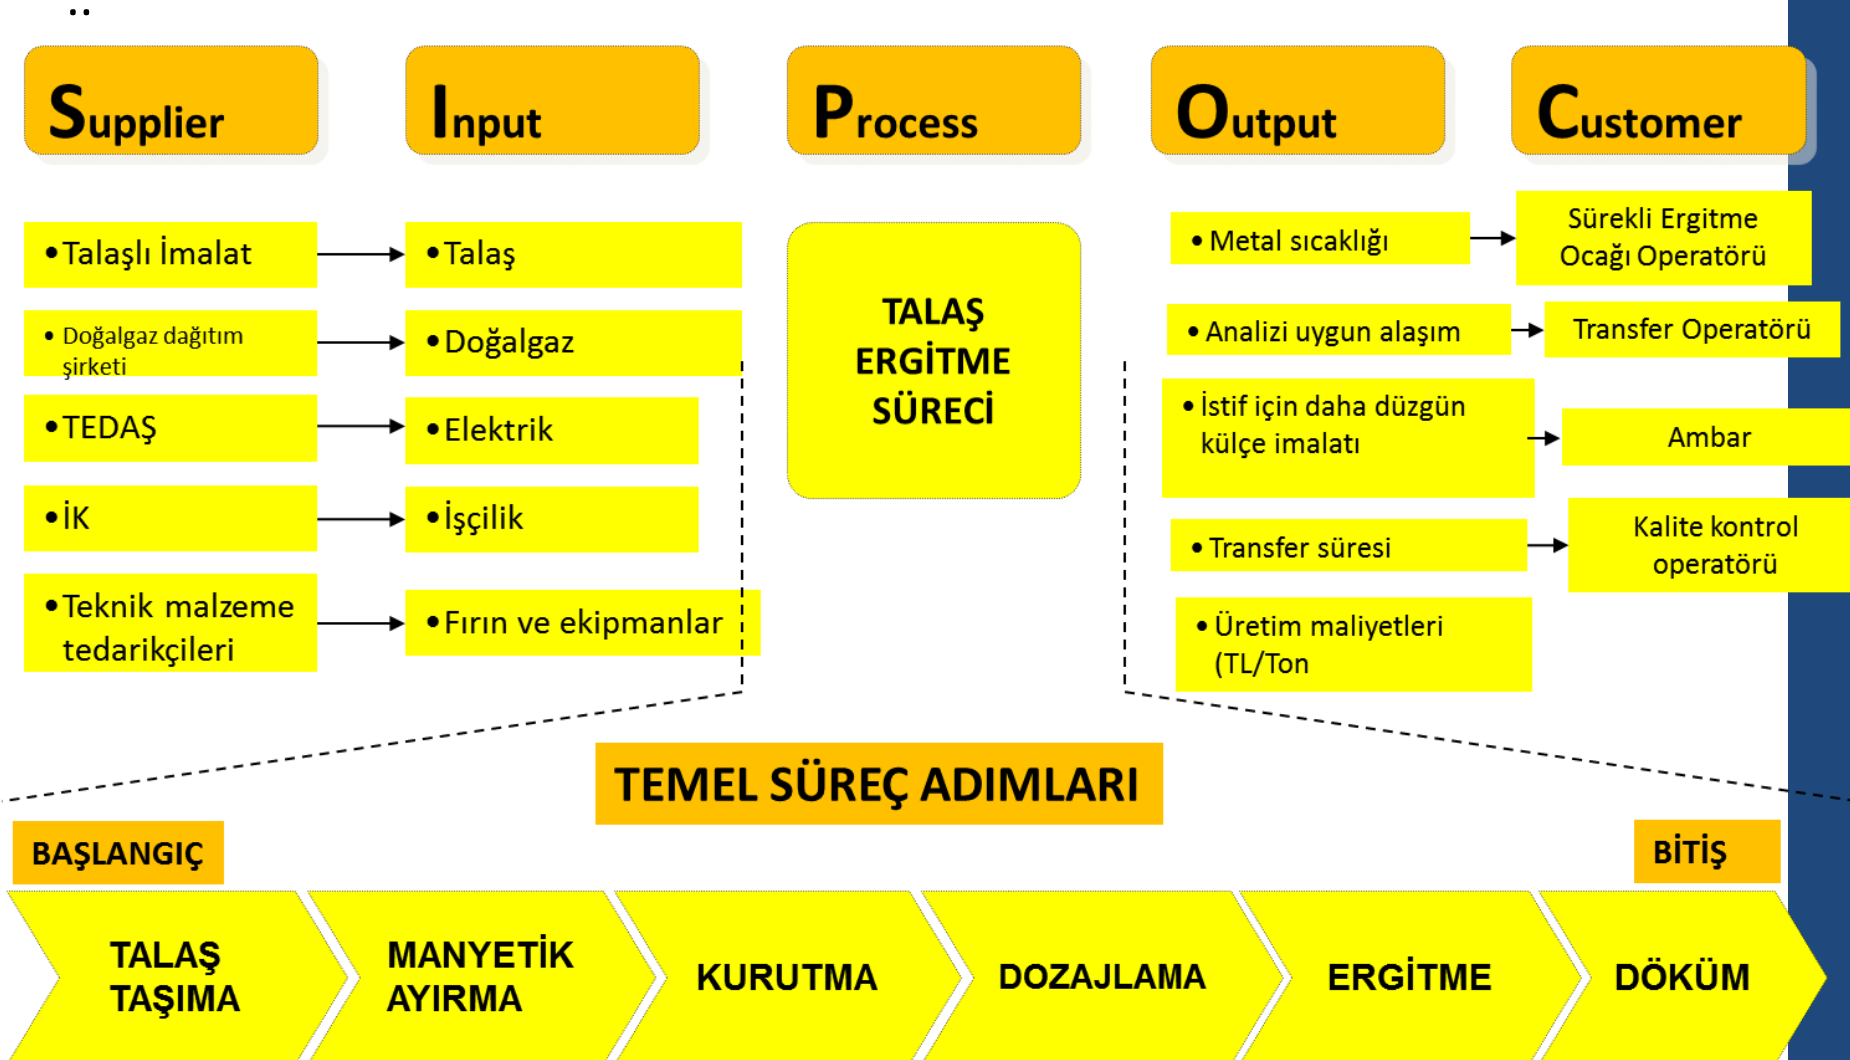 Supplier
Input
Process
Output
Customer
•Talaşlı İmalat
•Talaş
• Doğalgaz dağıtım
şirketi
•Doğalgaz
•TEDAŞ
•Elektrik
•İK
•İşçilik
•Teknik malzeme
tedarikçileri
•Fırın ve ekipmanlar
TALAŞ
ERGİTME
SÜRECİ
• Metal sıcaklığı
Sürekli Ergitme
Ocağı Operatörü
• Analizi uygun alaşım
Transfer Operatörü
• İstif için daha düzgün
külçe imalatı
Ambar
• Transfer süresi
Kalite kontrol
operatörü
• Üretim maliyetleri
(TL/Ton
TEMEL SÜREÇ ADIMLARI
BAŞLANGIÇ
BİTİŞ
TALAŞ
TAŞIMA
MANYETİK
AYIRMA
KURUTMA
DOZAJLAMA
ERGİTME
DÖKÜM